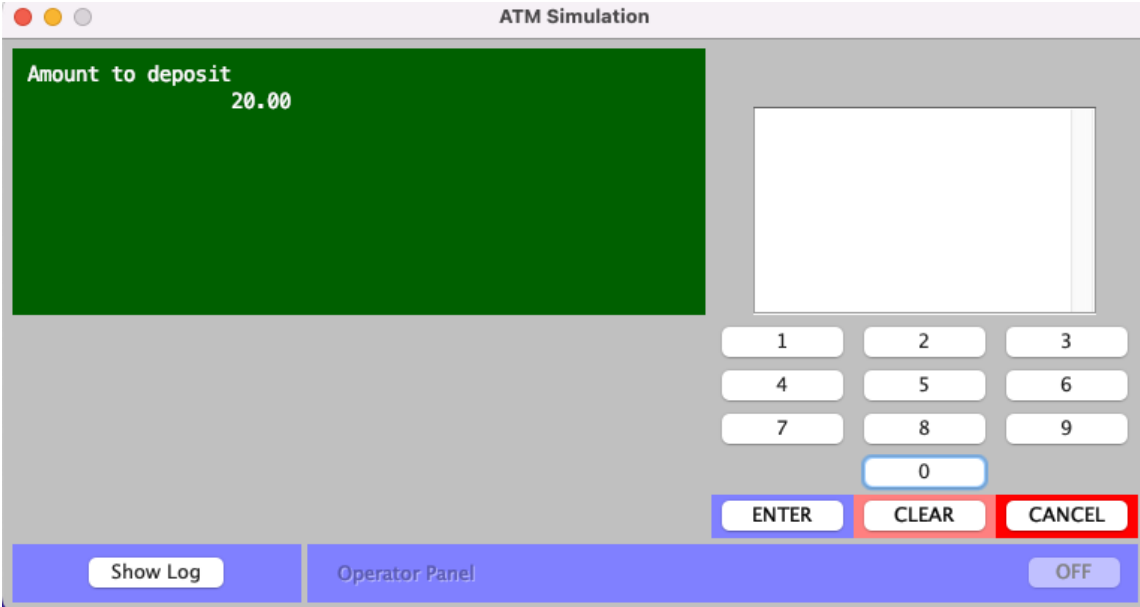 ATM Simulation
Amount to deposit
20.00
1 2 3
4 5 6
7 8 9
0
ENTER CLEAR CANCEL
Show Log Operator Panel OFF